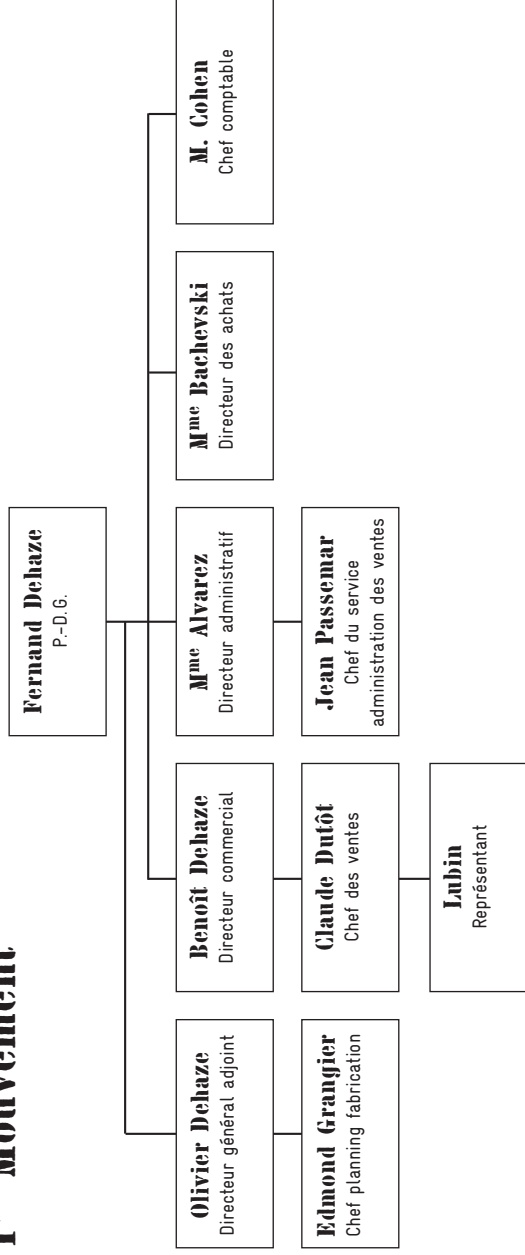 Mouvement
Fernand Dehaze
P.-D.G.
Olivier Dehaze
Directeur général adjoint
Benoît Dehaze
Directeur commercial
Mme Alvarez
Directeur administratif
Mme Bachevski
Directeur des achats
M. Cohen
Chef comptable
Edmond Grangier
Chef planning fabrication
Claude Dutôt
Chef des ventes
Jean Passemar
Chef du service
administration des ventes
Lubin
Représentant